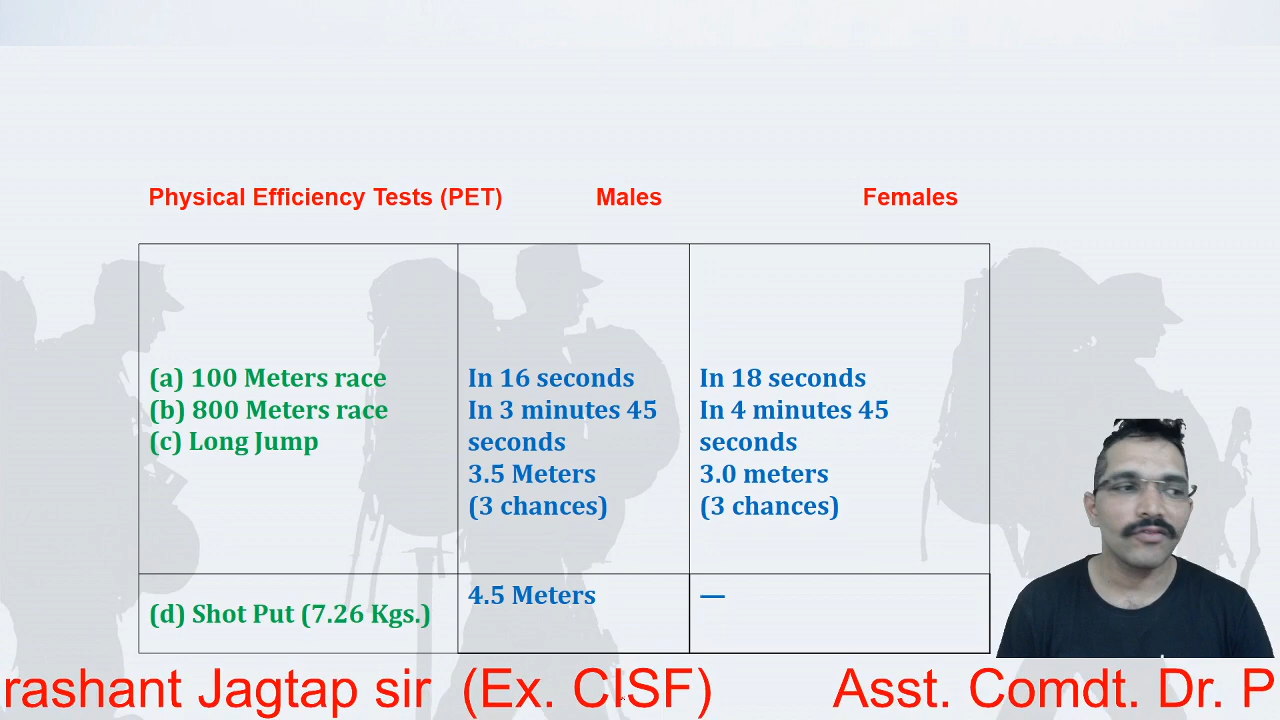 Physical Efficiency Tests (PET) Males Females
(a) 100 Meters race
(b) 800 Meters race
(c) Long Jump
In 16 seconds
In 3 minutes 45
seconds
3.5 Meters
(3 chances)
In 18 seconds
In 4 minutes 45
seconds
3.0 meters
(3 chances)
(d) Shot Put (7.26 Kgs.)
4.5 Meters
—
rashant Jagtap sir (Ex. CISF) Asst. Comdt. Dr. P